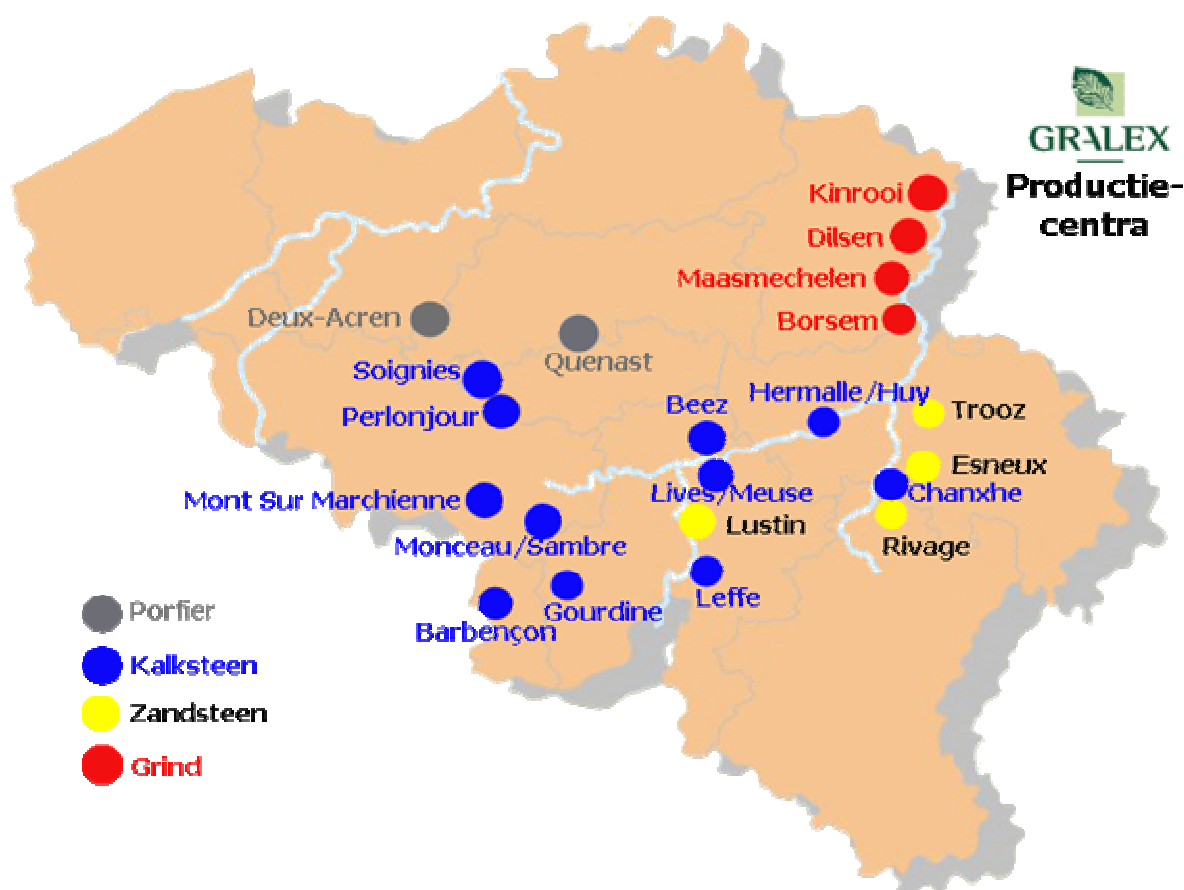 GRALEX
Productie-
centra
Kinrooi
Dilsen
Maasmechelen
Borsem
Deux-Acren
Quenast
Soignies
Perlonjour
Hermalle/Huy
Beez
Trooz
Esneux
Chanxhe
Mont Sur Marchienne
Lives/Meuse
Lustin
Monceau/Sambre
Rivage
Leffe
Gourdine
Barbençon
Porfier
Kalksteen
Zandsteen
Grind